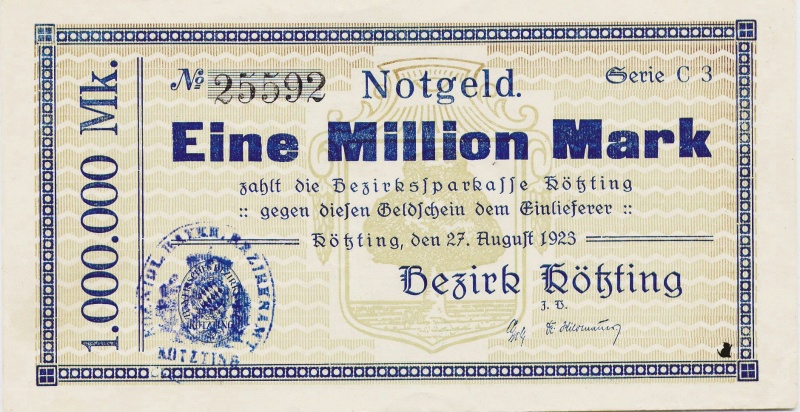 1.000.000 Mk.
No 25592 Notgeld. Serie C 3
Eine Million Mark
zahlt die Bezirkssparkasse Kötzting
:: gegen diesen Geldschein dem Einlieferer ::
Kötzting, den 27. August 1923
Bezirk Kötzting
J. V.
BEZIRKSAMT
KÖTZTING